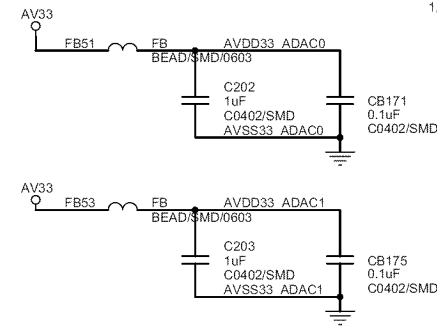 1
AV33
FB51 FB AVDD33_ADAC0
BEAD/SMD/0603
C202
1uF
C0402/SMD
CB171
0.1uF
C0402/SMD
AVSS33_ADAC0
AV33
FB53 FB AVDD33_ADAC1
BEAD/SMD/0603
C203
1uF
C0402/SMD
CB175
0.1uF
C0402/SMD
AVSS33_ADAC1